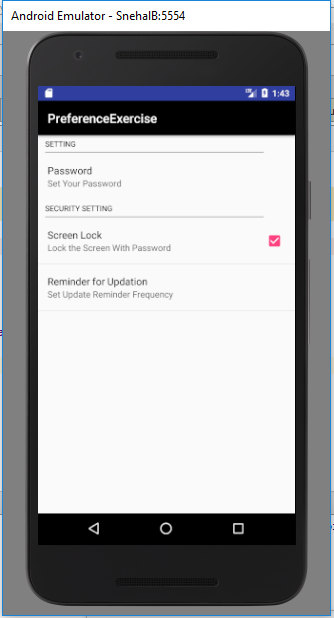 Android Emulator - SnehalB:5554
1:43
PreferenceExercise
SETTING
Password
Set Your Password
SECURITY SETTING
Screen Lock
Lock the Screen With Password
Reminder for Updation
Set Update Reminder Frequency